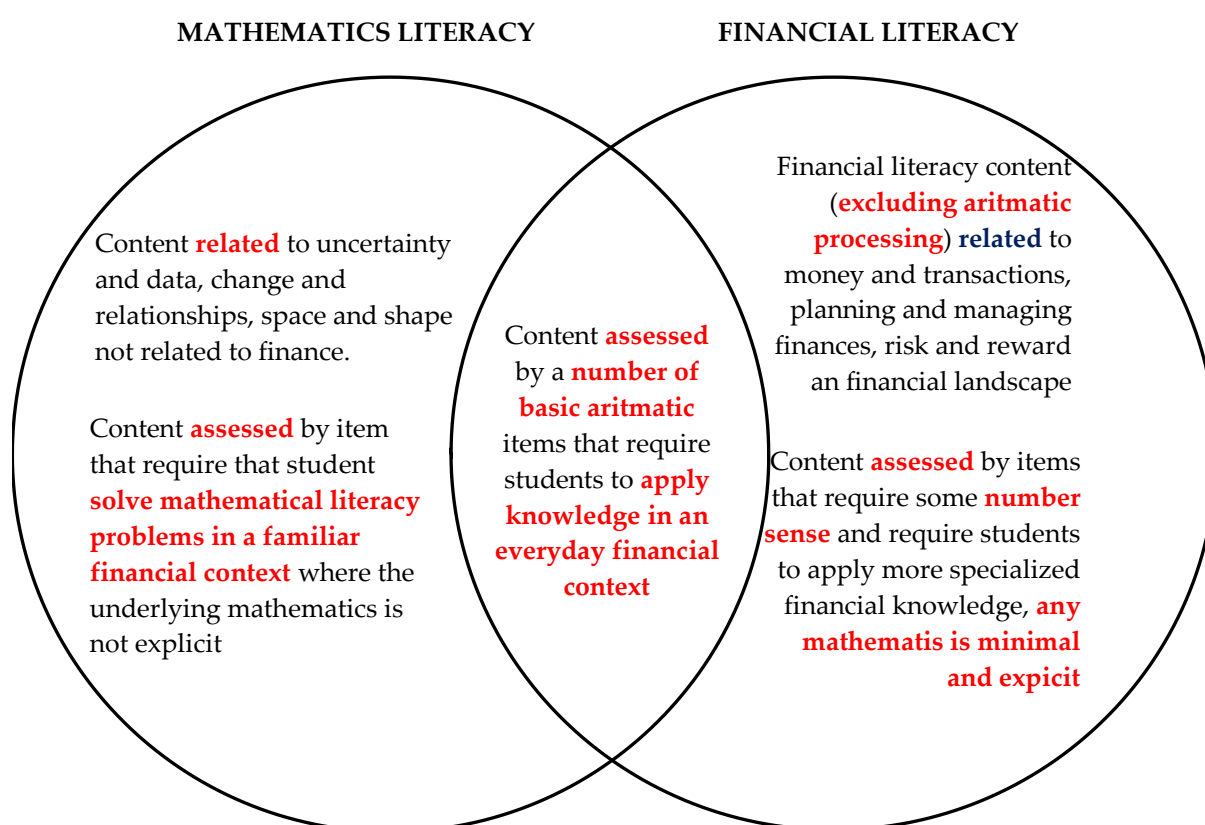 MATHEMATICS LITERACY
FINANCIAL LITERACY
Content related to uncertainty
and data, change and
relationships, space and shape
not related to finance.
Content assessed by item
that require that student
solve mathematical literacy
problems in a familiar
financial context where the
underlying mathematics is
not explicit
Content assessed
by a number of
basic aritmatic
items that require
students to apply
knowledge in an
everyday financial
context
Financial literacy content
(excluding aritmatic
processing) related to
money and transactions,
planning and managing
finances, risk and reward
an financial landscape
Content assessed by items
that require some number
sense and require students
to apply more specialized
financial knowledge, any
mathematis is minimal
and expicit